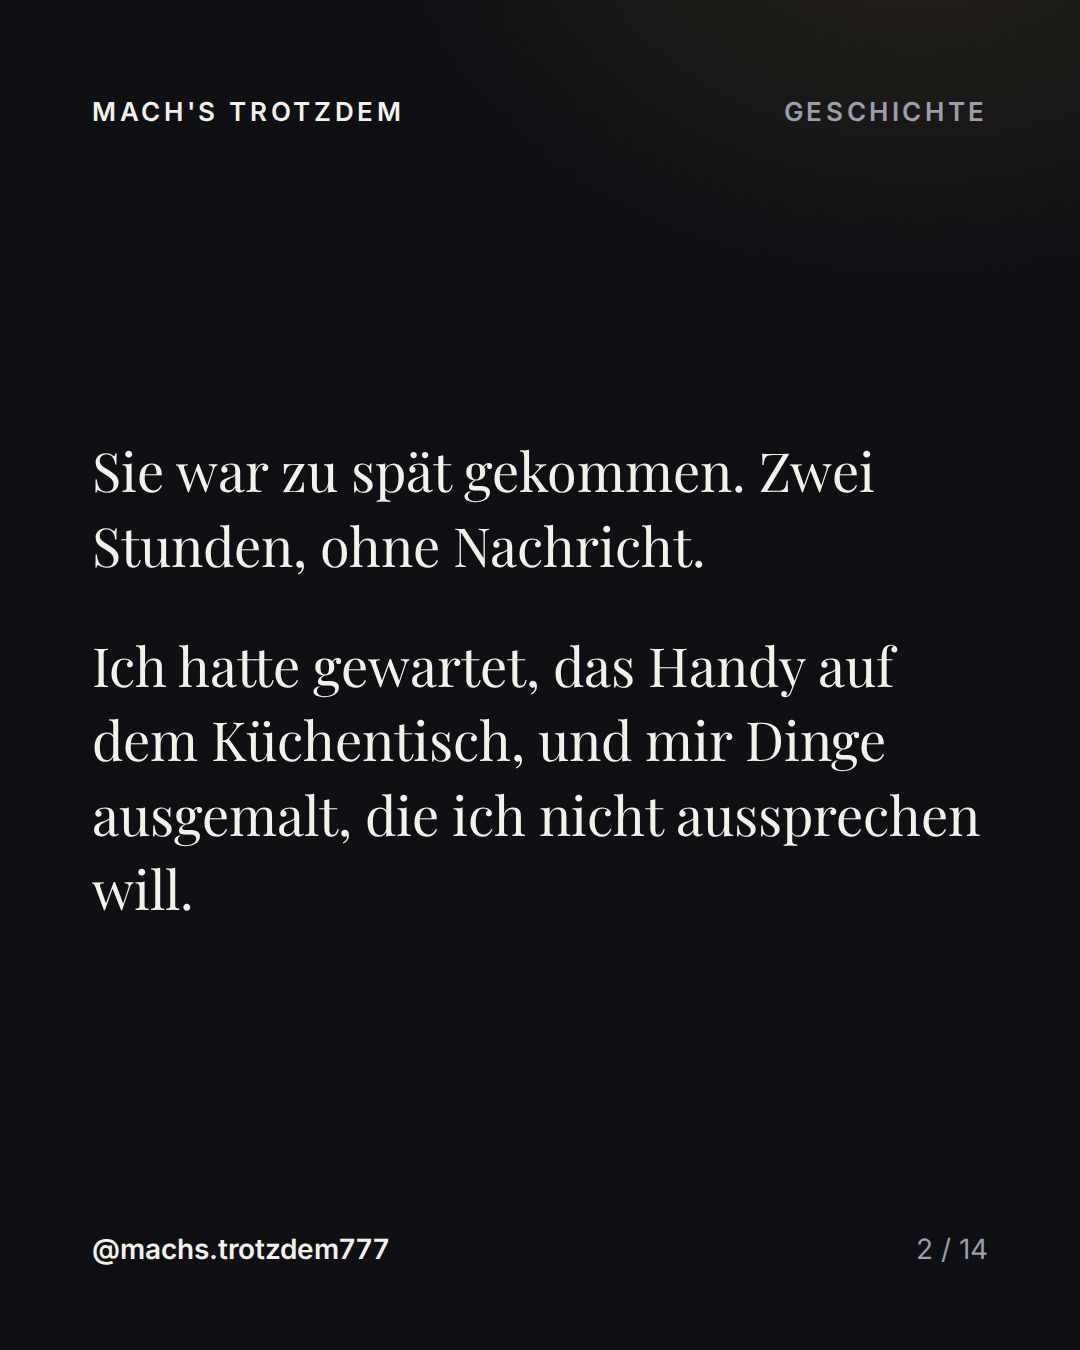 MACH'S TROTZDEM
GESCHICHTE
Sie war zu spät gekommen. Zwei
Stunden, ohne Nachricht.
Ich hatte gewartet, das Handy auf
dem Küchentisch, und mir Dinge
ausgemalt, die ich nicht aussprechen
will.
@machs.trotzdem777
2 / 14